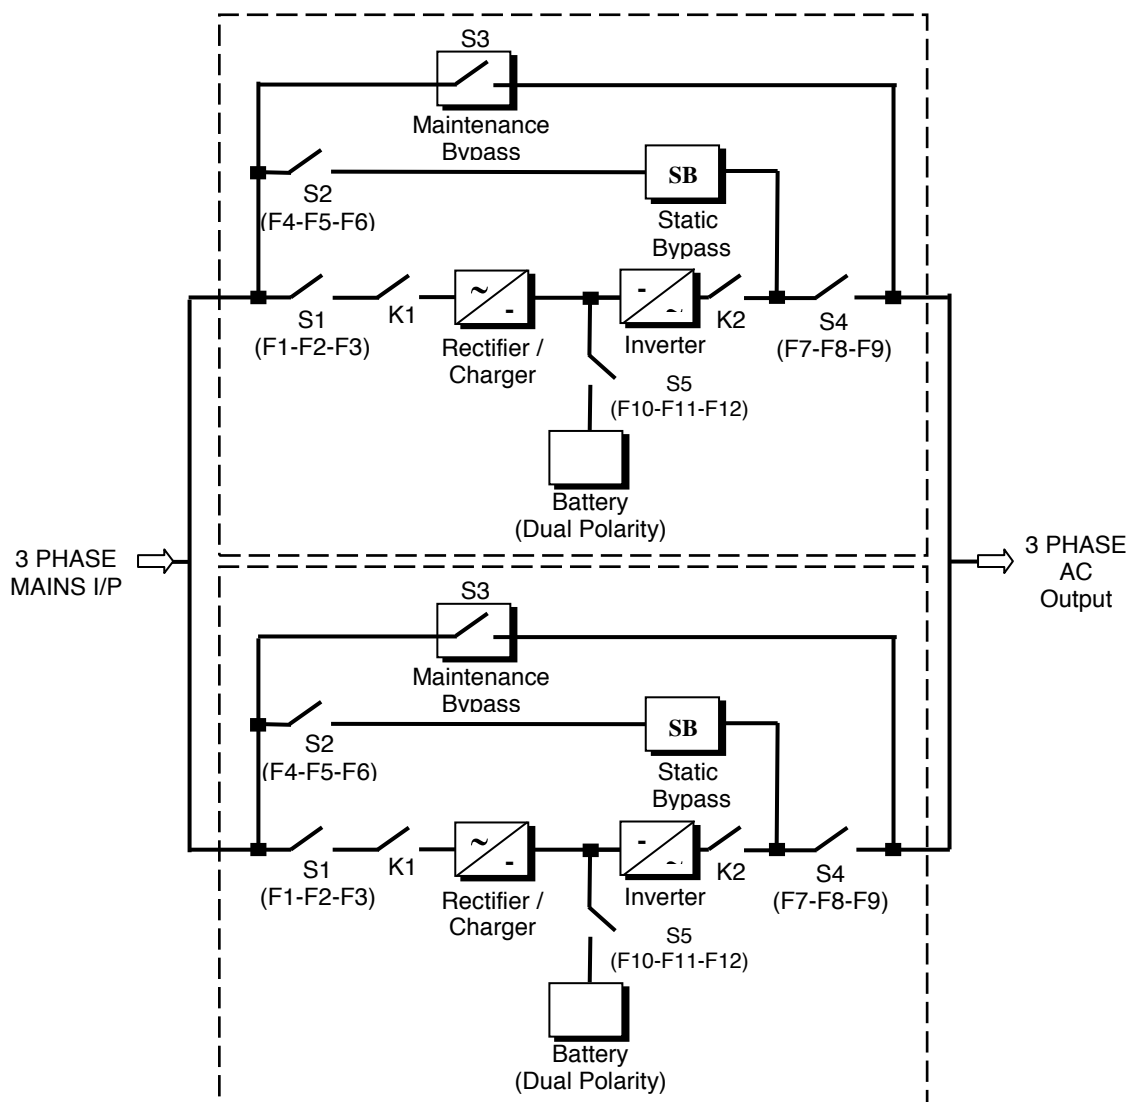 S3
Maintenance
Bypass
S2
(F4-F5-F6)
SB
Static
Bypass
~
-
-
~
S1
(F1-F2-F3)
K1
Rectifier /
Charger
Inverter
K2
S4
(F7-F8-F9)
S5
(F10-F11-F12)
Battery
(Dual Polarity)
3 PHASE
MAINS I/P
3 PHASE
AC
Output
S3
Maintenance
Bypass
S2
(F4-F5-F6)
SB
Static
Bypass
~
-
-
~
S1
(F1-F2-F3)
K1
Rectifier /
Charger
Inverter
K2
S4
(F7-F8-F9)
S5
(F10-F11-F12)
Battery
(Dual Polarity)